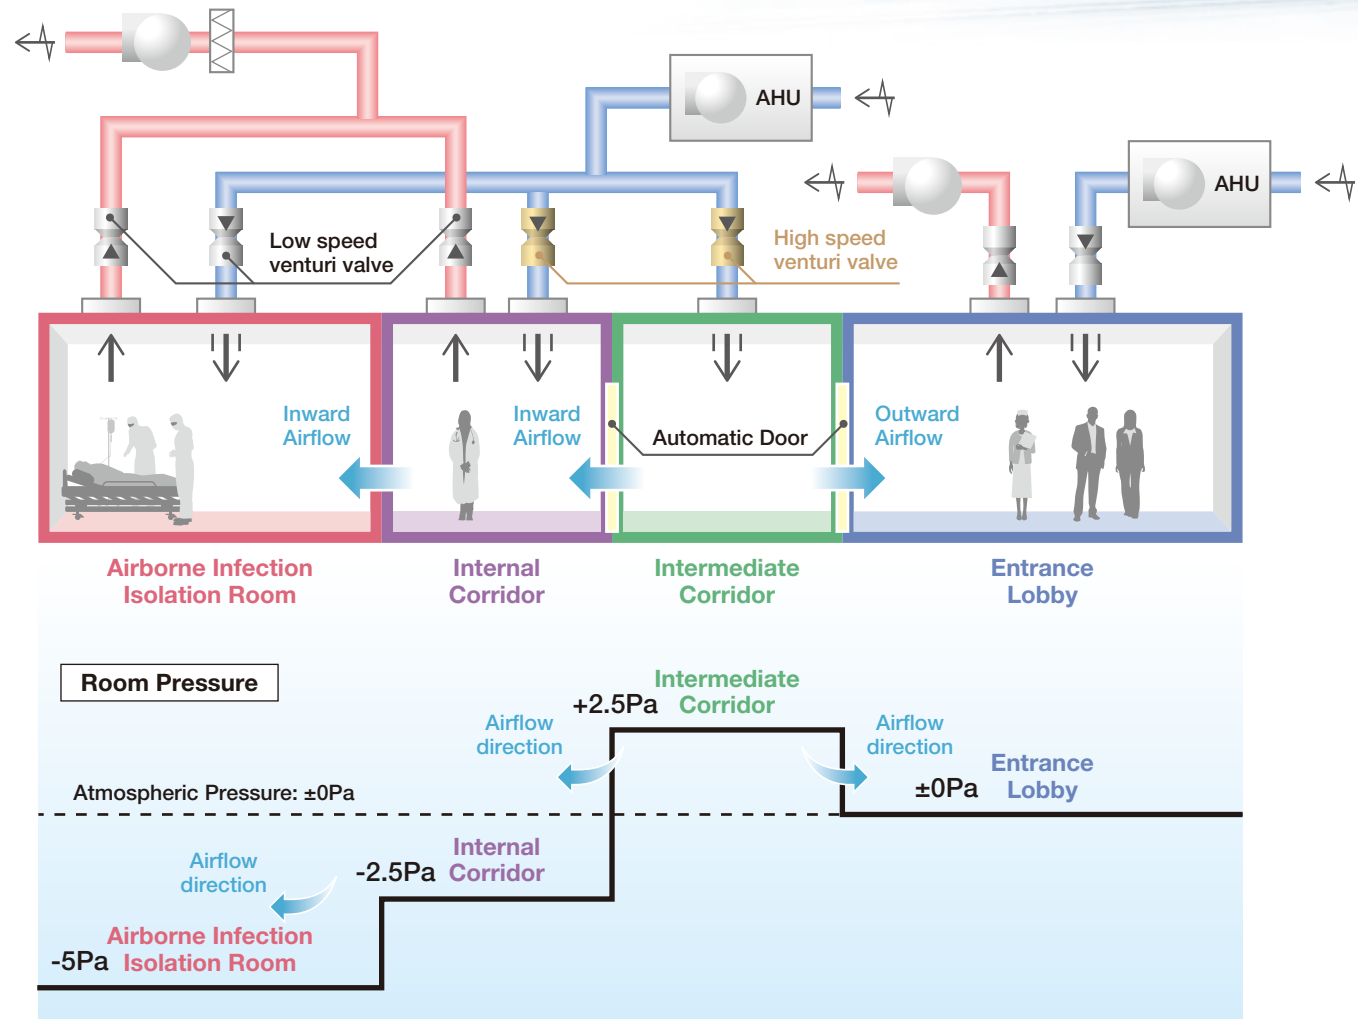 AHU
AHU
Low speed
venturi valve
High speed
venturi valve
Inward
Airflow
Inward
Airflow
Automatic Door
Outward
Airflow
Airborne Infection
Isolation Room
Internal
Corridor
Intermediate
Corridor
Entrance
Lobby
Room Pressure
+2.5Pa
Intermediate
Corridor
Airflow
direction
Airflow
direction
±0Pa
Entrance
Lobby
Atmospheric Pressure: ±0Pa
Airflow
direction
-2.5Pa
Internal
Corridor
-5Pa
Airborne Infection
Isolation Room